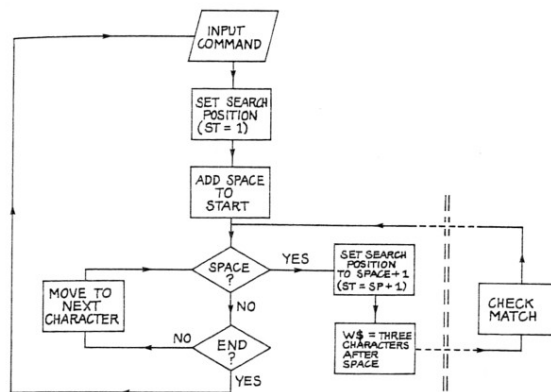 INPUT
COMMAND
SET SEARCH
POSITION
(ST = 1)
ADD SPACE
TO
START
SPACE
?
YES
SET SEARCH
POSITION
TO SPACE+1
(ST = SP + 1)
NO
MOVE TO
NEXT
CHARACTER
CHECK
MATCH
W$ = THREE
CHARACTERS
AFTER
SPACE
NO
END
?
YES